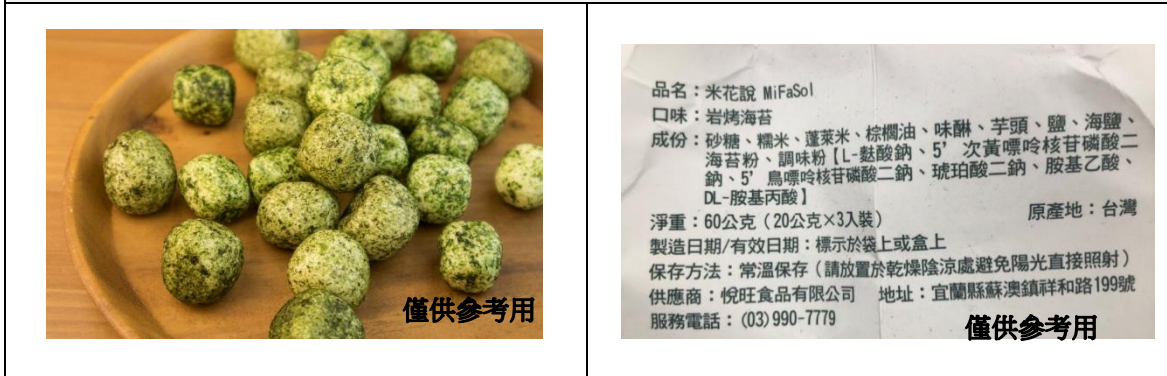 僅供參考用
品名：米花說 MiFaSol
口味：岩烤海苔
成份：砂糖、糯米、蓬萊米、棕櫚油、味醂、芋頭、鹽、海鹽、
海苔粉、調味粉【L-麩酸鈉、5’次黃嘌呤核苷磷酸二
鈉、5’鳥嘌呤核苷磷酸二鈉、琥珀酸二鈉、胺基乙酸、
DL-胺基丙酸】
淨重：60公克（20公克×3入裝） 原產地：台灣
製造日期/有效日期：標示於袋上或盒上
保存方法：常溫保存（請放置於乾燥陰涼處避免陽光直接照射）
供應商：悅旺食品有限公司 地址：宜蘭縣蘇澳鎮祥和路199號
服務電話：(03)990-7779
僅供參考用